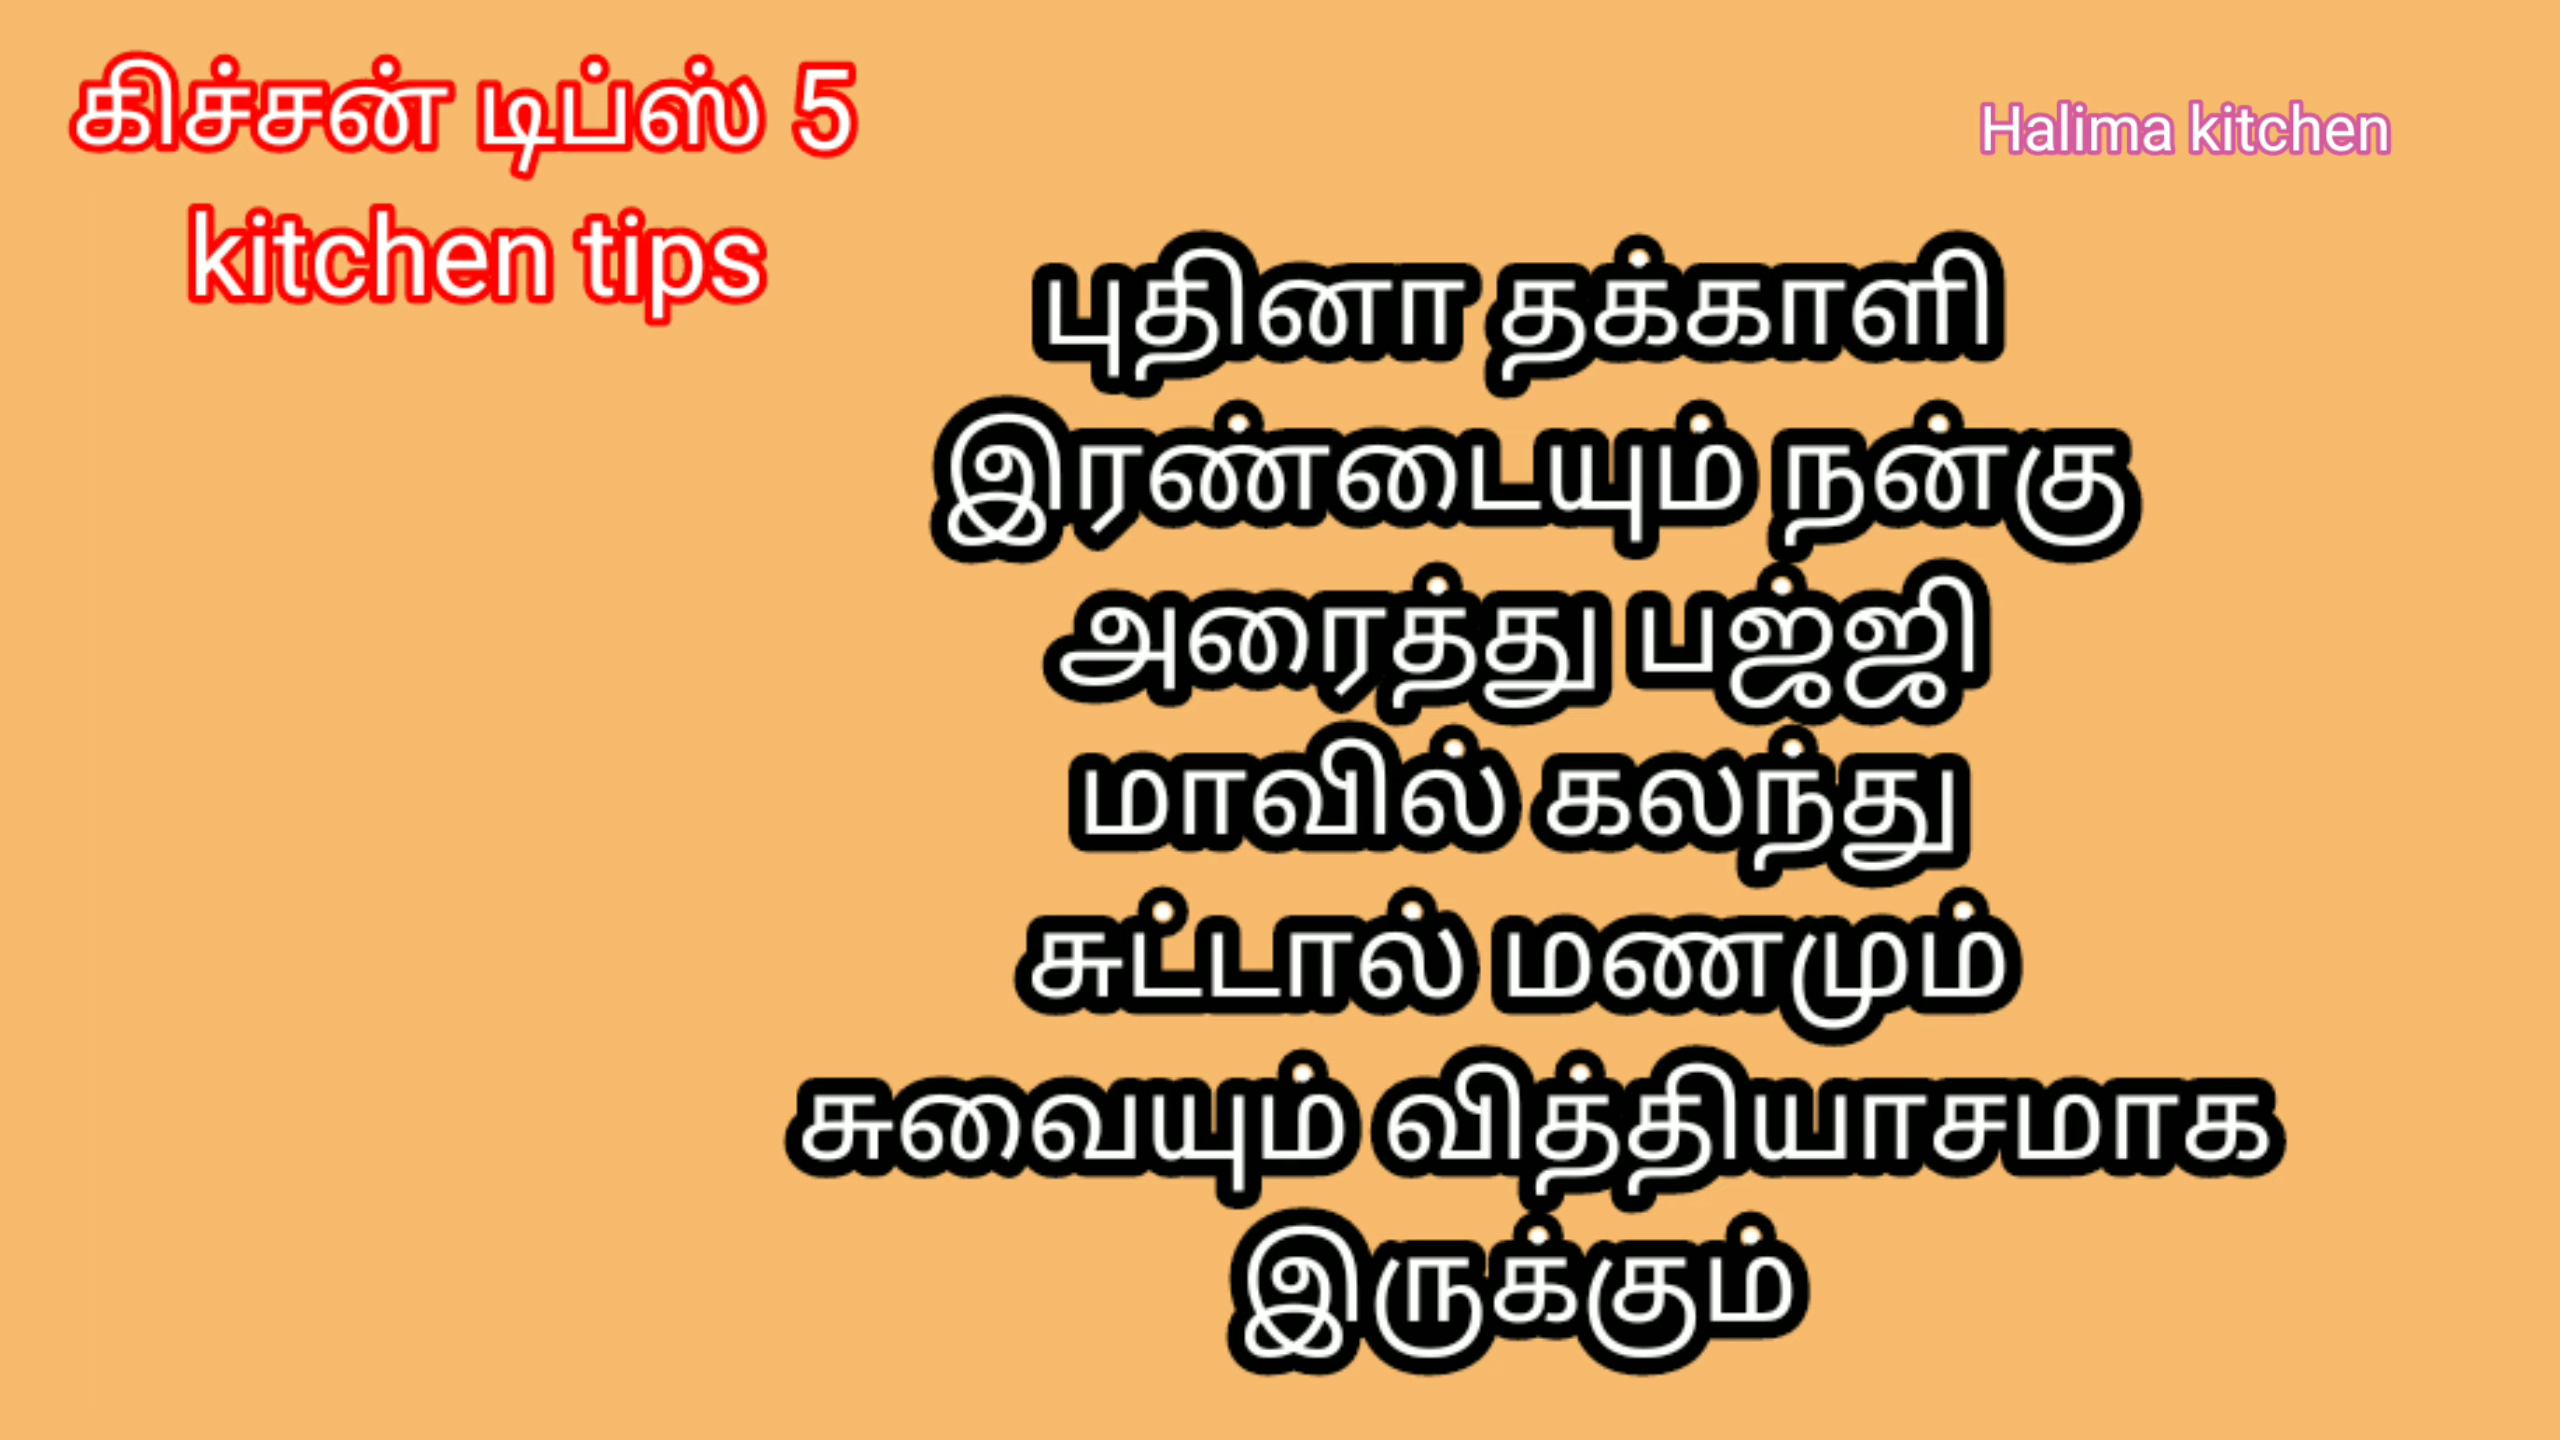 கிச்சன் டிப்ஸ் 5
kitchen tips
Halima kitchen
புதினா தக்காளி
இரண்டையும் நன்கு
அரைத்து பஜ்ஜி
மாவில் கலந்து
சுட்டால் மணமும்
சுவையும் வித்தியாசமாக
இருக்கும்